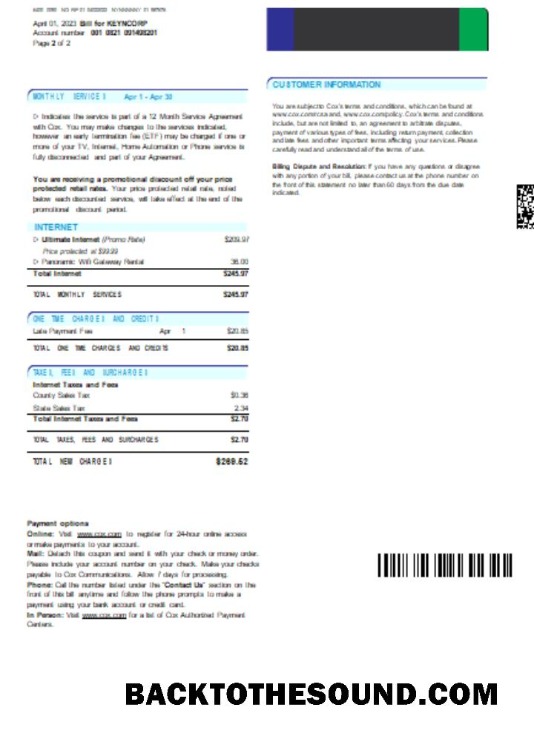 April 01, 2023 Bill for KEYNCORP
Account number 001 0821 091498201
Page 2 of 2
MONTHLY SERVICES Apr 1 - Apr 30
▷ Indicates the service is part of a 12 Month Service Agreement
with Cox. You may make changes to the services indicated,
however an early termination fee (ETF) may be charged if one or
more of your TV, Internet, Home Automation or Phone service is
fully disconnected part of your Agreement.
You are receiving a promotional discount off your price
protected retail rates. Your price protected retail rate, noted
below each discounted service, will take effect at the end of the
promotional discount period.
INTERNET
▷ Ultimate Internet (Promo Rate) $209.97
Price protected at $99.99
▷ Panoramic Wifi Gateway Rental 36.00
Total Internet $245.97
TOTAL MONTHLY SERVICES $245.97
ONE TIME CHARGES AND CREDITS
Late Payment Fee Apr 1 $20.85
TOTAL ONE TIME CHARGES AND CREDITS $20.85
TAXES, FEES AND SURCHARGES
Internet Taxes and Fees
County Sales Tax $0.36
State Sales Tax 2.34
Total Internet Taxes and Fees $2.70
TOTAL TAXES, FEES AND SURCHARGES $2.70
TOTAL NEW CHARGES $269.52
Payment options
Online: Visit www.cox.com to register for 24-hour online access
or make payments to your account.
Mail: Detach this coupon and send it with your check or money order.
Please include your account number on your check. Make your checks
payable to Cox Communications. Allow 7 days for processing.
Phone: Call the number listed under the "Contact Us" section on the
front of this bill anytime and follow the phone prompts to make a
payment using your bank account or credit card.
In Person: Visit www.cox.com for a list of Cox Authorized Payment
Centers.
CUSTOMER INFORMATION
You are subject to Cox's terms and conditions, which can be found at
www.cox.com/coxa and, www.cox.com/policy. Cox's terms and conditions
include, but are not limited to, an agreement to arbitrate disputes,
payment of various types of fees, including return payment, collection
and late fees and other important terms affecting your services. Please
carefully read and understand all of the terms of use.
Billing Dispute and Resolution: If you have any questions or disagree
with any portion of your bill, please contact us at the phone number on
the front of this statement no later than 60 days from the due date
indicated.
BACKTOTHESOUND.COM